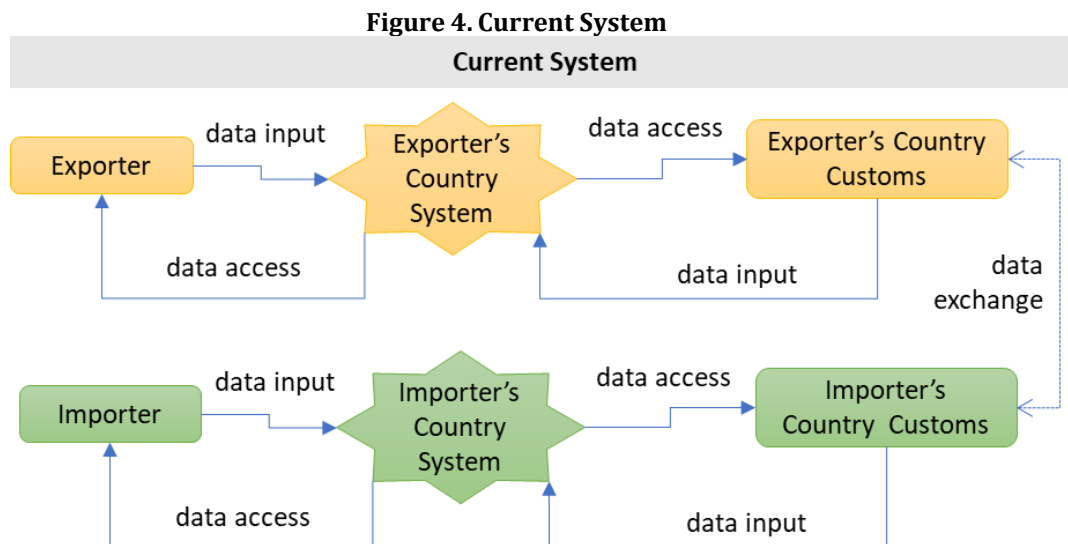 Figure 4. Current System
Current System
data input
data access
Exporter
Exporter’s
Country
System
Exporter’s Country
Customs
data access
data input
data
exchange
data input
data access
Importer
Importer’s
Country
System
Importer’s
Country Customs
data access
data input